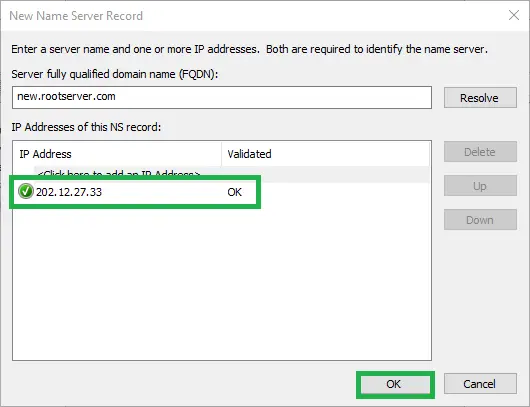 New Name Server Record
Enter a server name and one or more IP addresses. Both are required to identify the name server.
Server fully qualified domain name (FQDN):
new.rootserver.com
Resolve
IP Addresses of this NS record:
IP Address Validated
Delete
<Click here to add an IP Address>
202.12.27.33 OK
Up
Down
OK
Cancel